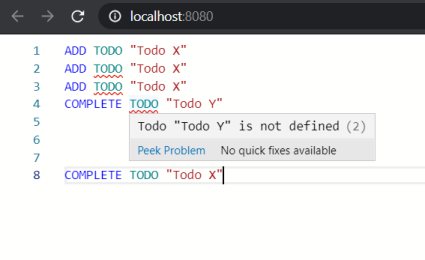 localhost:8080
1 ADD TODO "Todo X"
2 ADD TODO "Todo X"
3 ADD TODO "Todo X"
4 COMPLETE TODO "Todo Y"
5
Todo "Todo Y" is not defined (2)
6
Peek Problem No quick fixes available
7
8 COMPLETE TODO "Todo X"